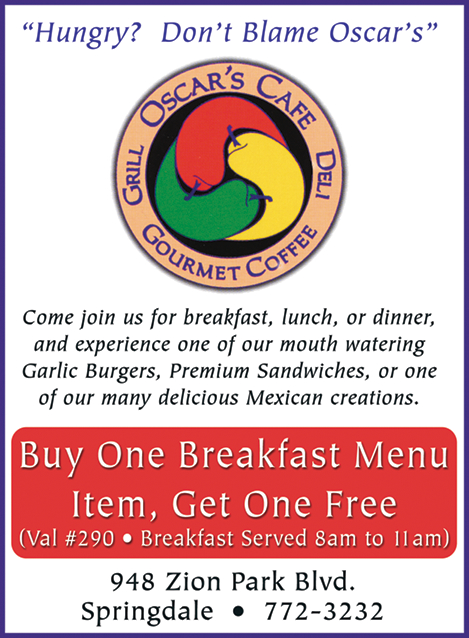 “Hungry?  Don’t Blame Oscar’s”
OSCAR'S CAFE
GRILL
DELI
GOURMET COFFEE
Come join us for breakfast, lunch, or dinner,
and experience one of our mouth watering
Garlic Burgers, Premium Sandwiches, or one
of our many delicious Mexican creations.
Buy One Breakfast Menu
Item, Get One Free
(Val #290 • Breakfast Served 8am to 11am)
948 Zion Park Blvd.
Springdale • 772-3232